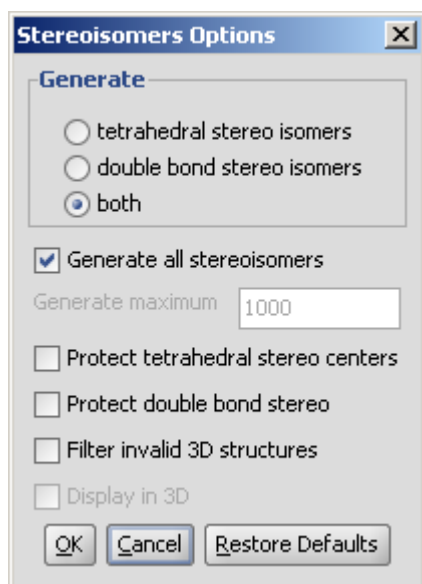 Stereoisomers Options
Generate
tetrahedral stereo isomers
double bond stereo isomers
both
Generate all stereoisomers
Generate maximum 1000
Protect tetrahedral stereo centers
Protect double bond stereo
Filter invalid 3D structures
Display in 3D
OK Cancel Restore Defaults